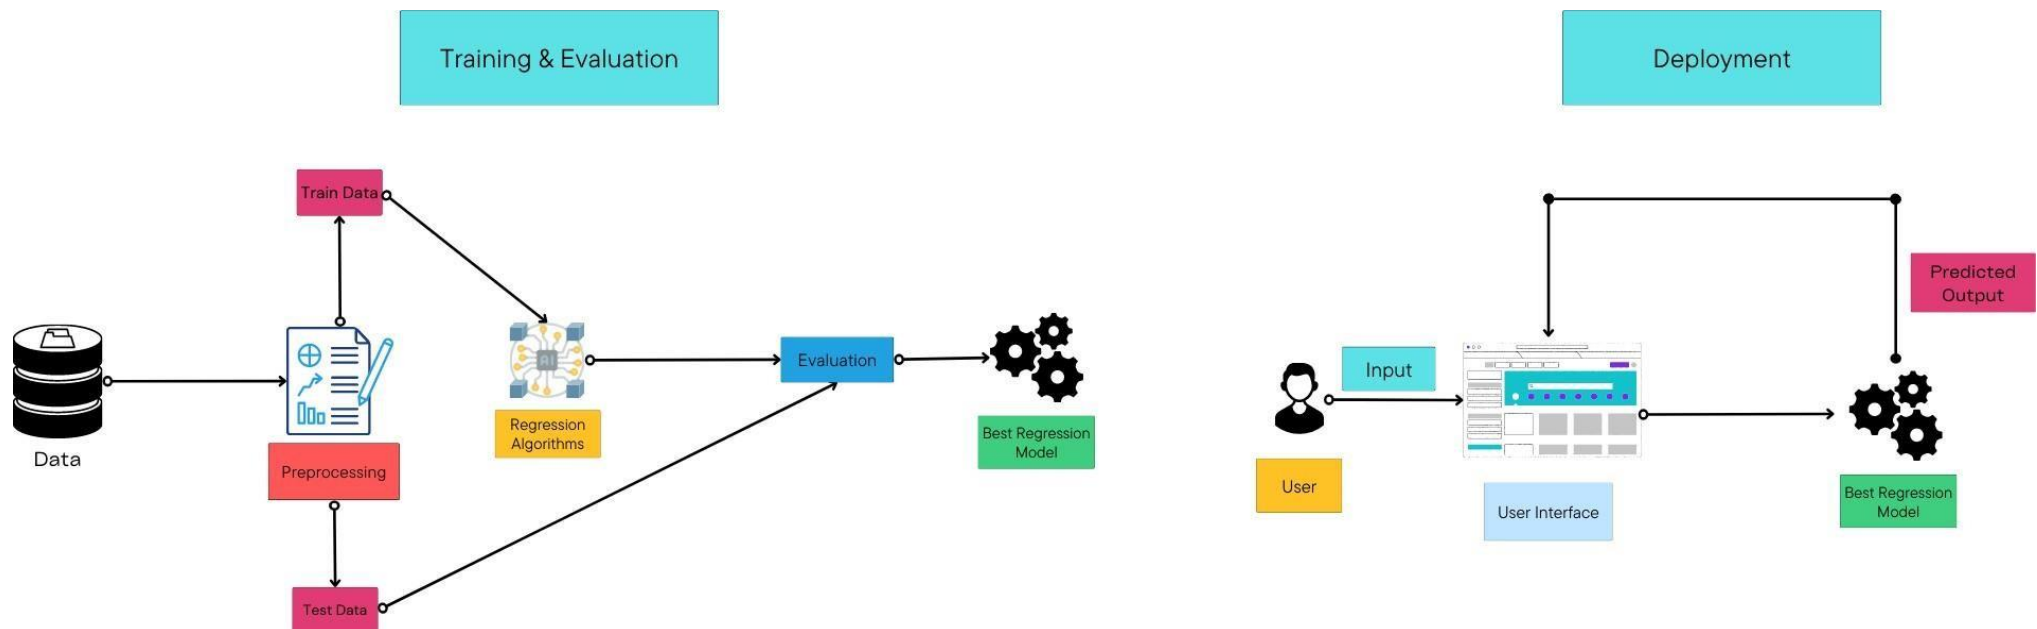 Training & Evaluation
Deployment
Train Data
Predicted
Output
Evaluation
Input
AI
Regression
Algorithms
Best Regression
Model
Data
Preprocessing
User
User Interface
Best Regression
Model
Test Data